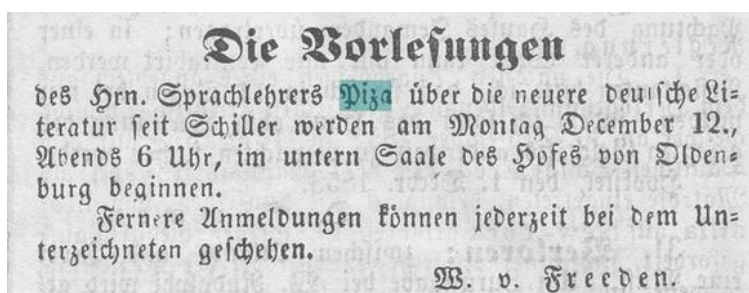 Die Vorlesungen
des Hrn. Sprachlehrers Piza über die neuere deutsche Li=
teratur seit Schiller werden am Montag December 12.,
Abends 6 Uhr, im untern Saale des Hofes von Olden=
burg beginnen.
Fernere Anmeldungen können jederzeit bei dem Un=
terzeichneten geschehen.
W. v. Freeden.